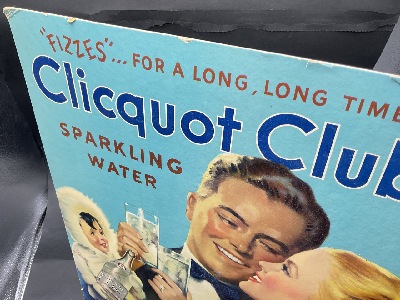 "FIZZES"... FOR A LONG, LONG TIME
Clicquot Club
SPARKLING
WATER